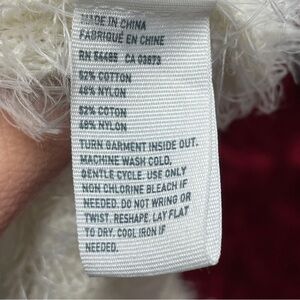 MADE IN CHINA
FABRIQUÉ EN CHINE
RN 54485 CA 03573
52% COTTON
48% NYLON
52% COTON
48% NYLON
TURN GARMENT INSIDE OUT.
MACHINE WASH COLD,
GENTLE CYCLE. USE ONLY
NON CHLORINE BLEACH IF
NEEDED. DO NOT WRING OR
TWIST. RESHAPE. LAY FLAT
TO DRY. COOL IRON IF
NEEDED.